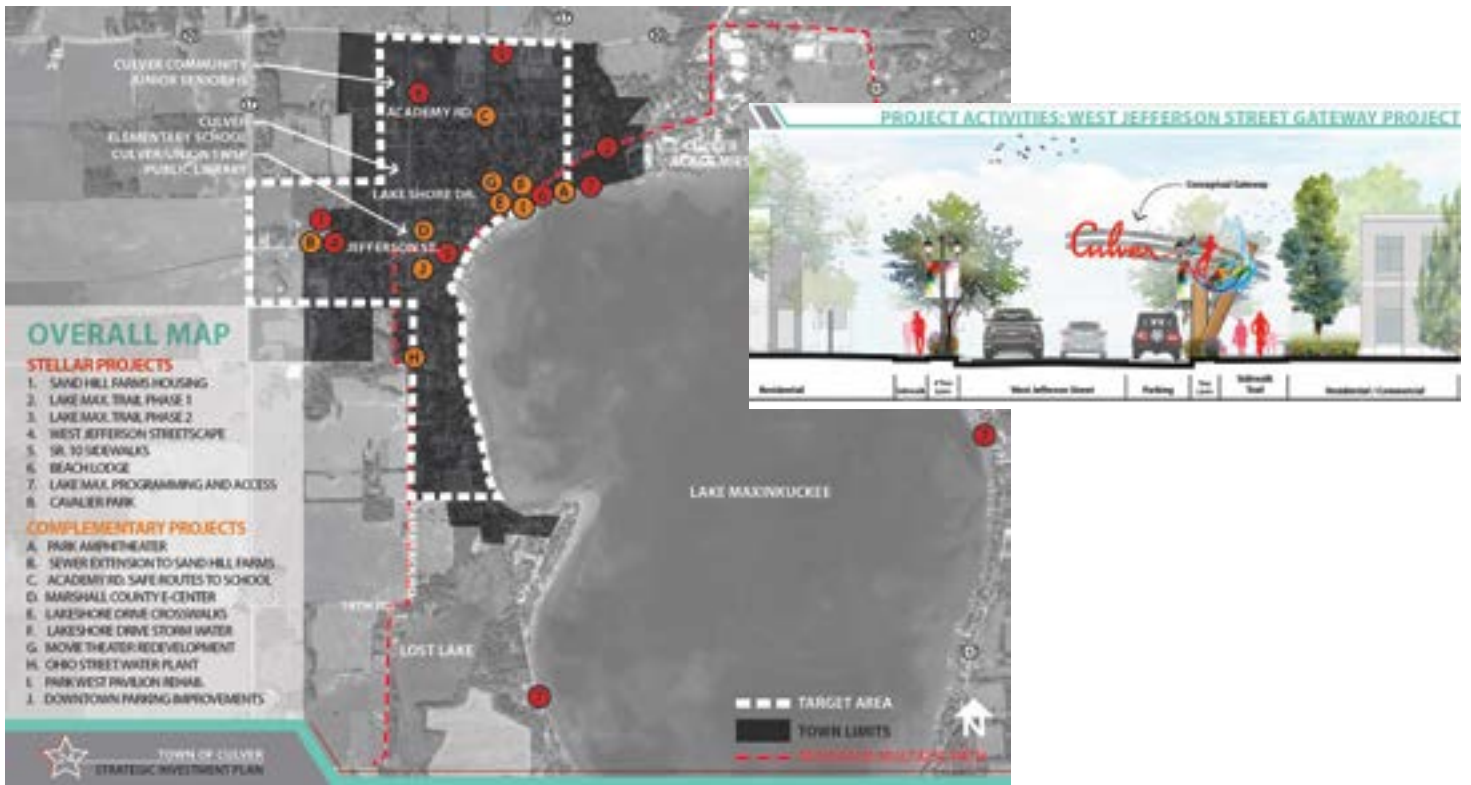 CULVER COMMUNITY
JUNIOR SENIOR HS
ACADEMY RD.
C
CULVER
ELEMENTARY SCHOOL
CULVER UNION TWSP
PUBLIC LIBRARY
CULVER
ACADEMIES
LAKE SHORE DR.
G
F
E
A
7
D
B
JEFFERSON ST.
J
H
OVERALL MAP
STELLAR PROJECTS
1. SAND HILL FARMS HOUSING
2. LAKE MAX. TRAIL PHASE 1
3. LAKE MAX. TRAIL PHASE 2
4. WEST JEFFERSON STREETSCAPE
5. SR. 10 SIDEWALKS
6. BEACH LODGE
7. LAKE MAX. PROGRAMMING AND ACCESS
8. CAVALIER PARK
COMPLEMENTARY PROJECTS
A. PARK AMPHITHEATER
B. SEWER EXTENSION TO SAND HILL FARMS
C. ACADEMY RD. SAFE ROUTES TO SCHOOL
D. MARSHALL COUNTY E-CENTER
E. LAKESHORE DRIVE CROSSWALKS
F. LAKESHORE DRIVE STORM WATER
G. MOVIE THEATER REDEVELOPMENT
H. OHIO STREET WATER PLANT
I. PARK WEST PAVILION REHAB.
J. DOWNTOWN PARKING IMPROVEMENTS
LAKE MAXINKUCKEE
LOST LAKE
TARGET AREA
TOWN LIMITS
N
TOWN OF CULVER
STRATEGIC INVESTMENT PLAN
PROJECT ACTIVITIES: WEST JEFFERSON STREET GATEWAY PROJECT
Conceptual Gateway
Culver
Residential
Sidewalk
West Jefferson Street
Parking
Sidewalk
Trail
Residential / Commercial